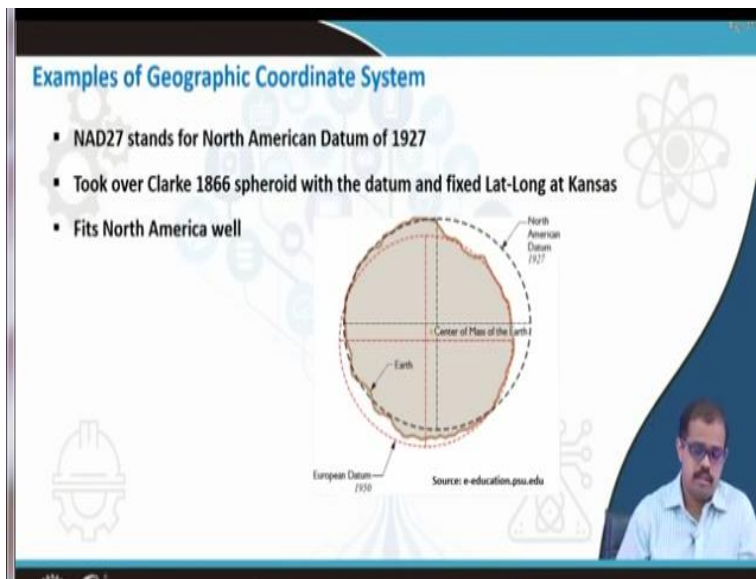 Examples of Geographic Coordinate System
▪ NAD27 stands for North American Datum of 1927
▪ Took over Clarke 1866 spheroid with the datum and fixed Lat-Long at Kansas
▪ Fits North America well
North
American
Datum
1927
Center of Mass of the Earth
Earth
European Datum
1950
Source: e-education.psu.edu